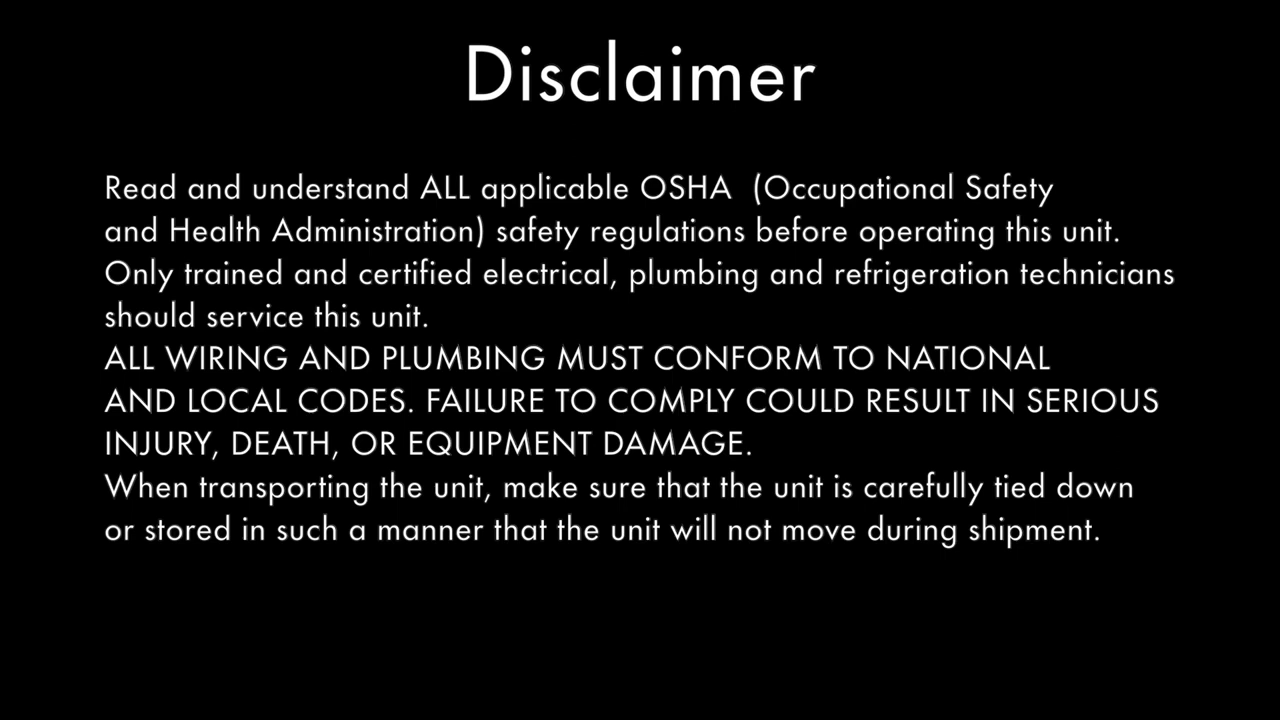 Disclaimer
Read and understand ALL applicable OSHA  (Occupational Safety
and Health Administration) safety regulations before operating this unit.
Only trained and certified electrical, plumbing and refrigeration technicians
should service this unit.
ALL WIRING AND PLUMBING MUST CONFORM TO NATIONAL
AND LOCAL CODES. FAILURE TO COMPLY COULD RESULT IN SERIOUS
INJURY, DEATH, OR EQUIPMENT DAMAGE.
When transporting the unit, make sure that the unit is carefully tied down
or stored in such a manner that the unit will not move during shipment.